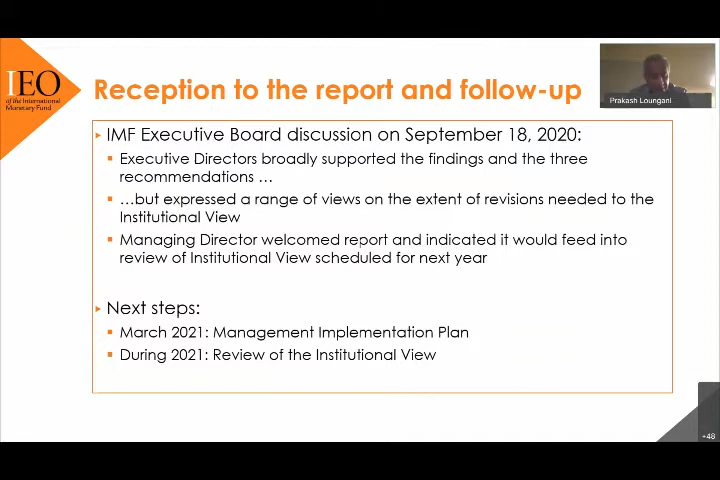 IEO
of the International
Monetary Fund
Reception to the report and follow-up
Prakash Loungani
IMF Executive Board discussion on September 18, 2020:
Executive Directors broadly supported the findings and the three
recommendations …
…but expressed a range of views on the extent of revisions needed to the
Institutional View
Managing Director welcomed report and indicated it would feed into
review of Institutional View scheduled for next year
Next steps:
March 2021: Management Implementation Plan
During 2021: Review of the Institutional View
+48